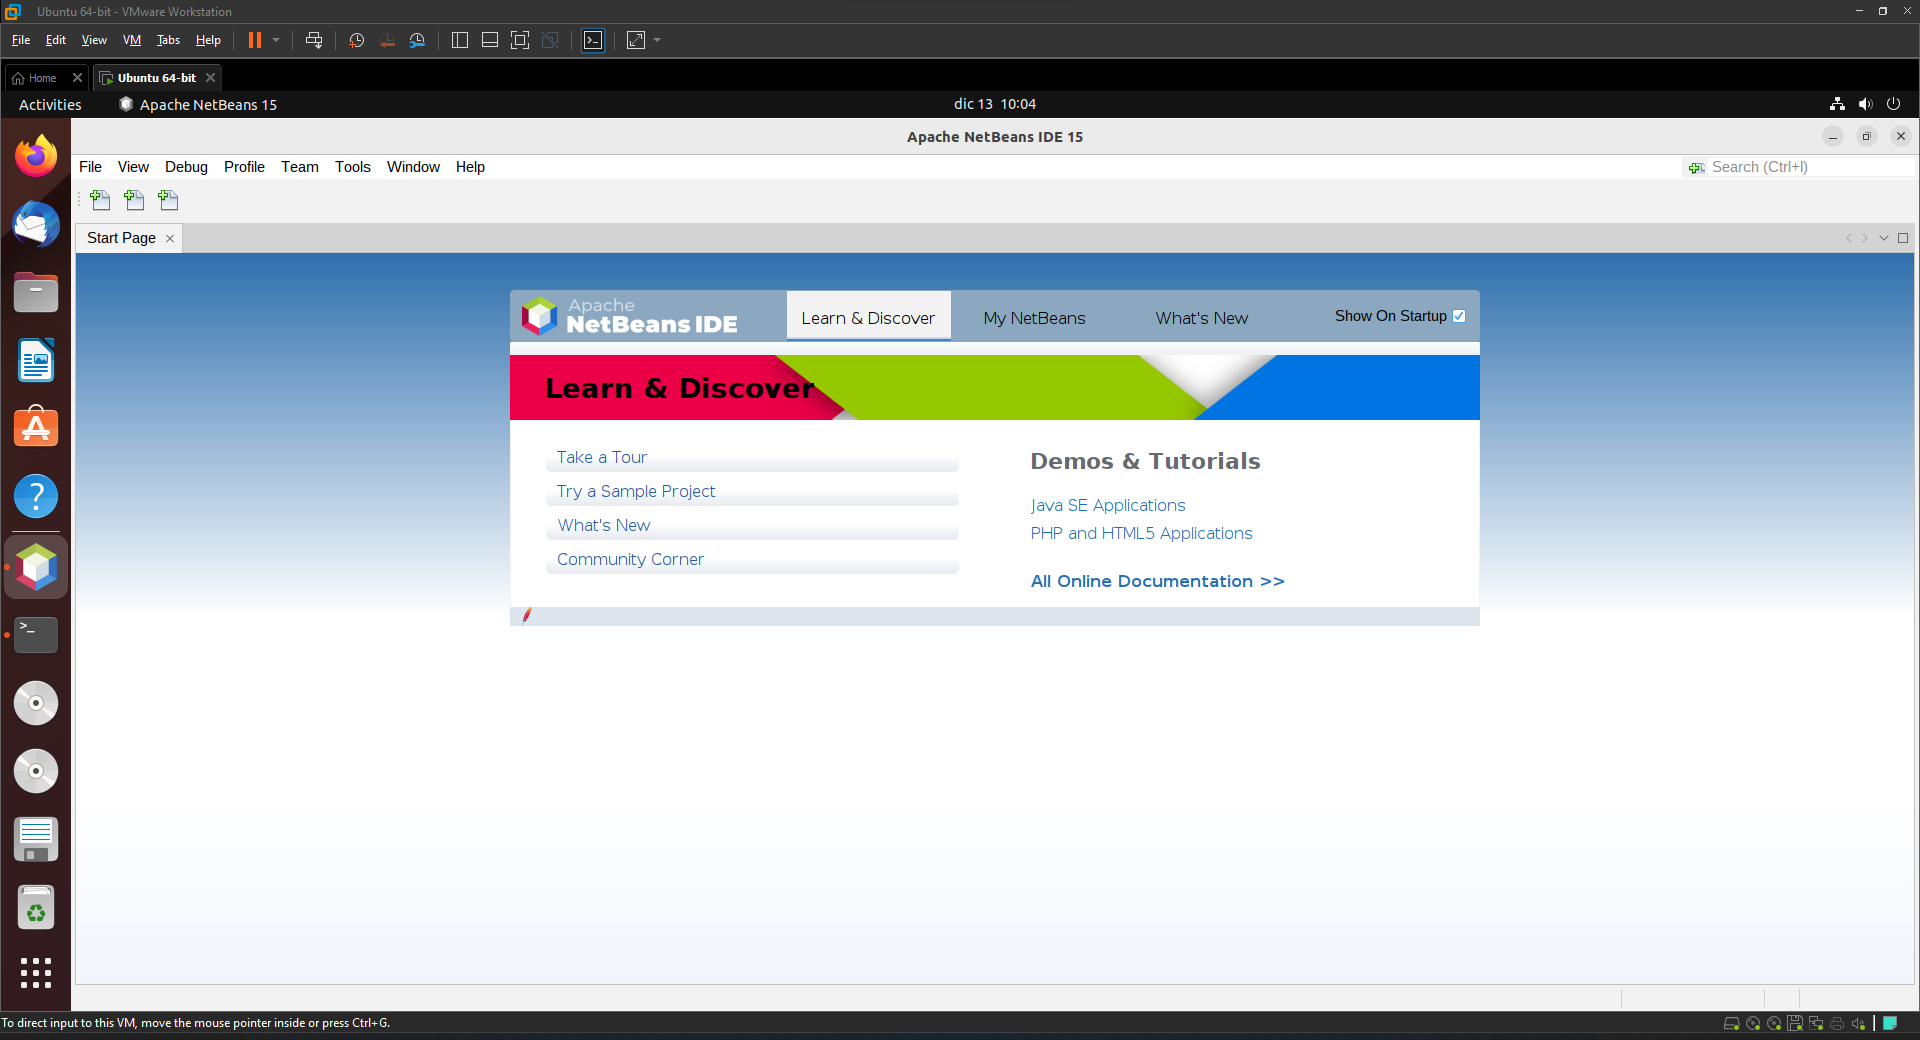 Ubuntu 64-bit - VMware Workstation
File Edit View VM Tabs Help
Home Ubuntu 64-bit
Activities Apache NetBeans 15 dic 13 10:04
Apache NetBeans IDE 15
File View Debug Profile Team Tools Window Help Search (Ctrl+I)
Start Page
Apache
NetBeans IDE Learn & Discover My NetBeans What's New Show On Startup
Learn & Discover
Take a Tour
Try a Sample Project
What's New
Community Corner
Demos & Tutorials
Java SE Applications
PHP and HTML5 Applications
All Online Documentation >>
To direct input to this VM, move the mouse pointer inside or press Ctrl+G.